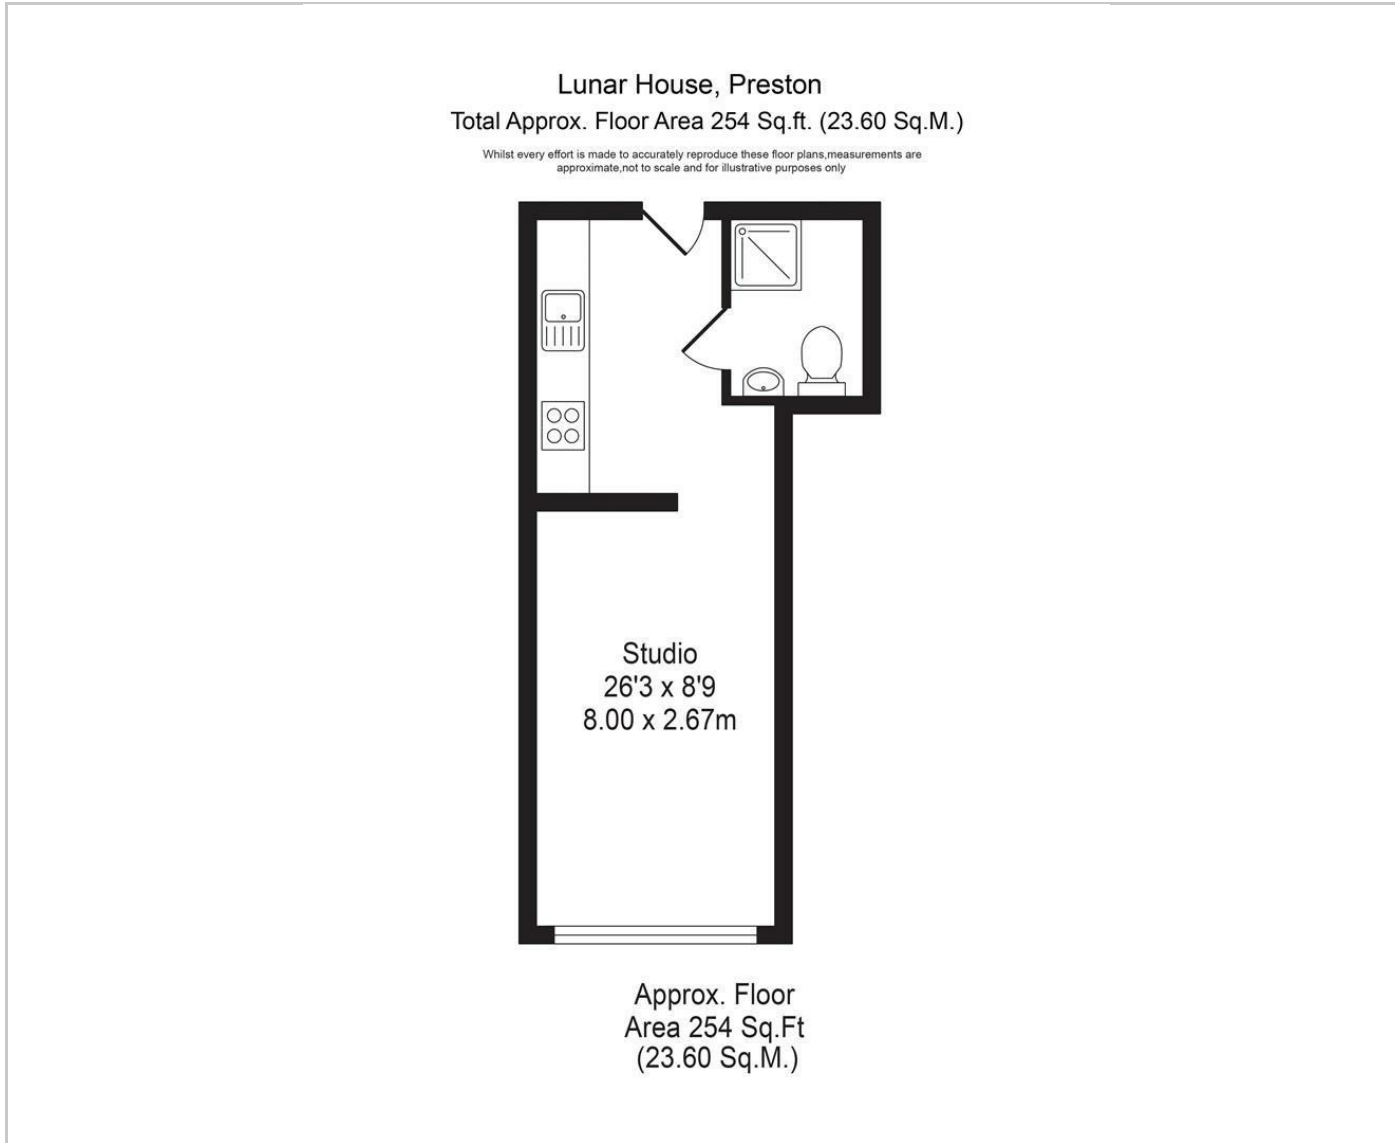 Lunar House, Preston
Total Approx. Floor Area 254 Sq.ft. (23.60 Sq.M.)
Whilst every effort is made to accurately reproduce these floor plans,measurements are
approximate,not to scale and for illustrative purposes only
Studio
26'3 x 8'9
8.00 x 2.67m
Approx. Floor
Area 254 Sq.Ft
(23.60 Sq.M.)